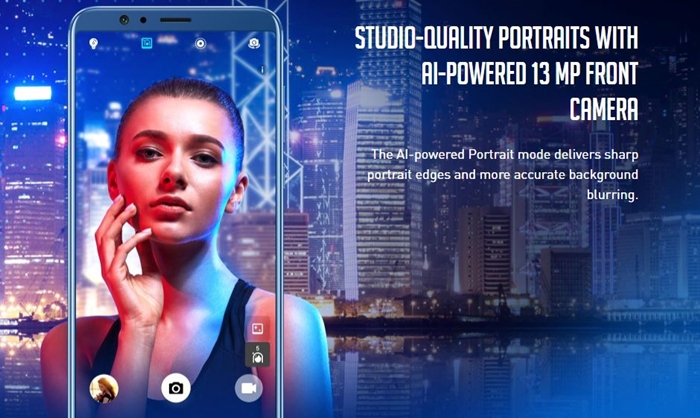 STUDIO-QUALITY PORTRAITS WITH
AI-POWERED 13 MP FRONT
CAMERA
The AI-powered Portrait mode delivers sharp
portrait edges and more accurate background
blurring.
5